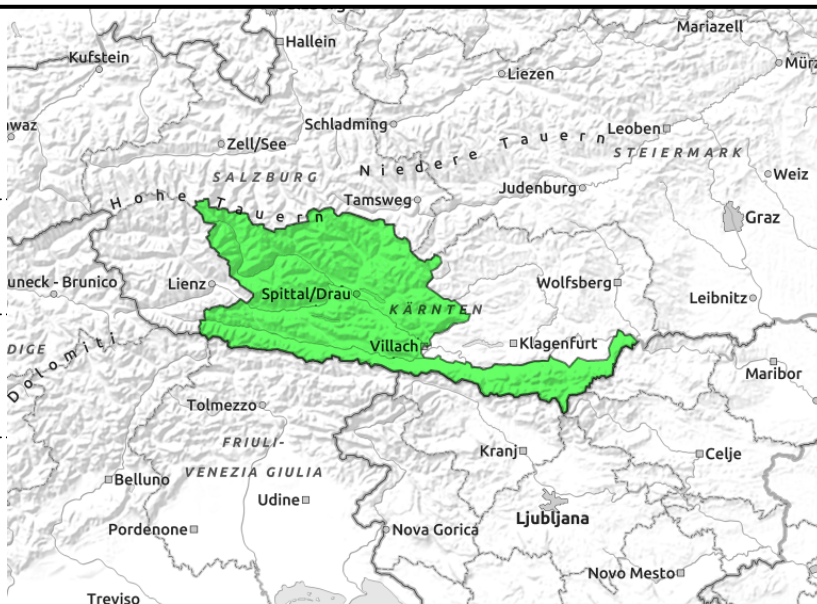 Mariazell
Hallein
Kufstein
Mürz
Liezen
waz
Schladming
Leoben
Zell/See
Niedere Tauern
STEIERMARK
SALZBURG
Weiz
Hohe Tauern
Tamsweg
Judenburg
Graz
uneck - Brunico
Lienz
Wolfsberg
Spittal/Drau
Leibnitz
KÄRNTEN
DIGE
Dolomiti
Villach
Klagenfurt
Maribor
Tolmezzo
FRIULI-
VENEZIA GIULIA
Kranj
Celje
Belluno
Udine
Ljubljana
Pordenone
Nova Gorica
Novo Mesto
Treviso